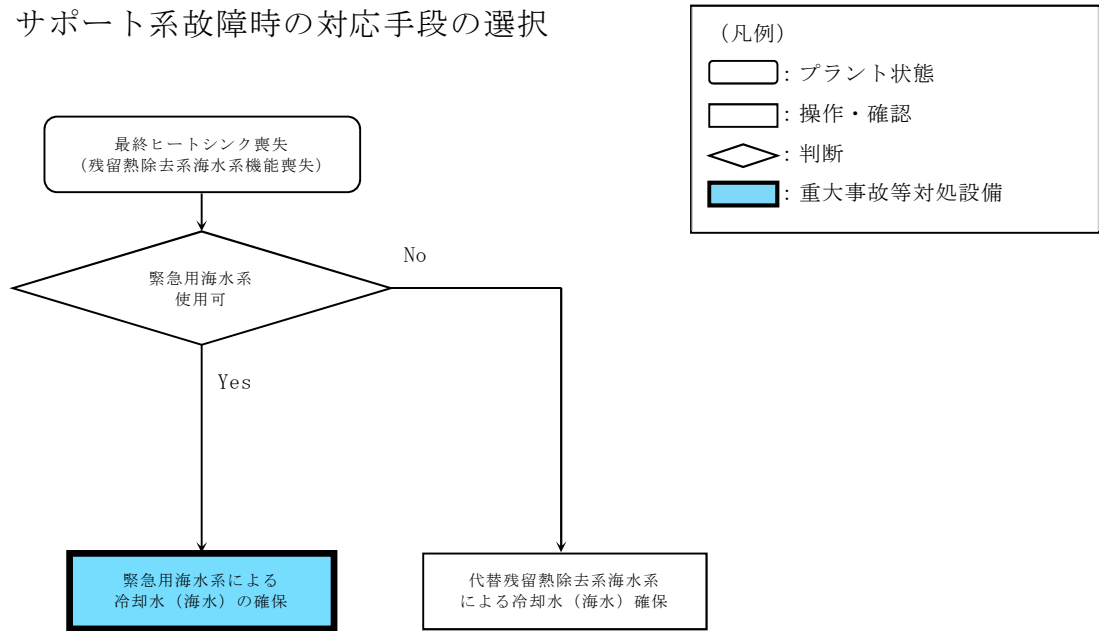 サポート系故障時の対応手段の選択
(凡例)
：プラント状態
：操作・確認
：判断
：重大事故等対処設備
最終ヒートシンク喪失
(残留熱除去系海水系機能喪失)
緊急用海水系
使用可
No
Yes
緊急用海水系による
冷却水（海水）の確保
代替残留熱除去系海水系
による冷却水（海水）確保